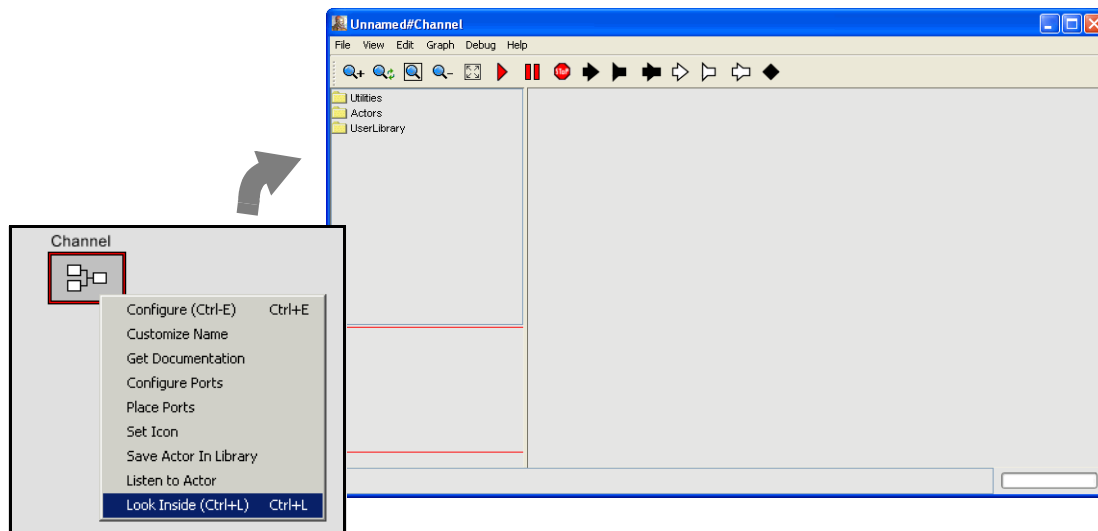 Unnamed#Channel
File View Edit Graph Debug Help
STOP
Utilities
Actors
UserLibrary
Channel
Configure (Ctrl-E) Ctrl+E
Customize Name
Get Documentation
Configure Ports
Place Ports
Set Icon
Save Actor In Library
Listen to Actor
Look Inside (Ctrl+L) Ctrl+L